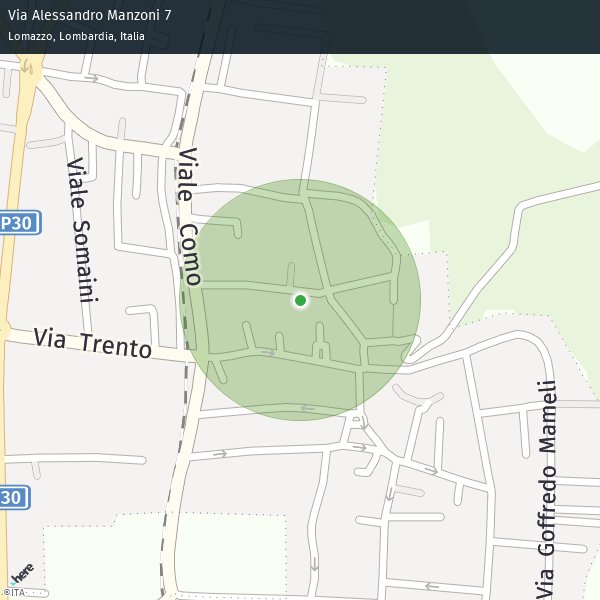 Via Alessandro Manzoni 7
Lomazzo, Lombardia, Italia
Viale Somaini
Viale Como
P30
Via Trento
Via Goffredo Mameli
30
here
©ITA